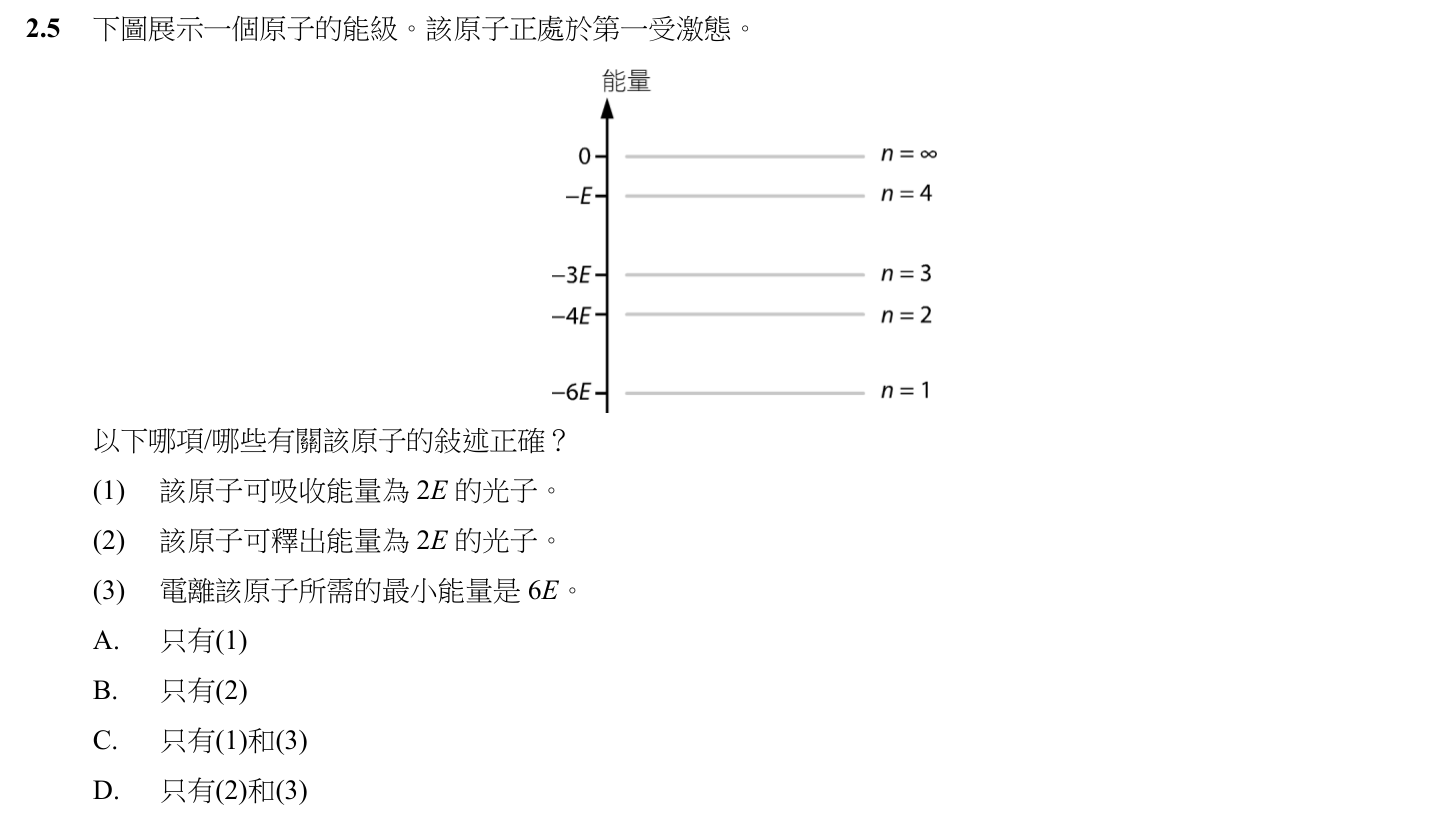 2.5 下圖展示一個原子的能級。該原子正處於第一受激態。
能量
0 n = ∞
−E n = 4
−3E n = 3
−4E n = 2
−6E n = 1
以下哪項/哪些有關該原子的敍述正確？
(1) 該原子可吸收能量為 2E 的光子。
(2) 該原子可釋出能量為 2E 的光子。
(3) 電離該原子所需的最小能量是 6E。
A. 只有(1)
B. 只有(2)
C. 只有(1)和(3)
D. 只有(2)和(3)